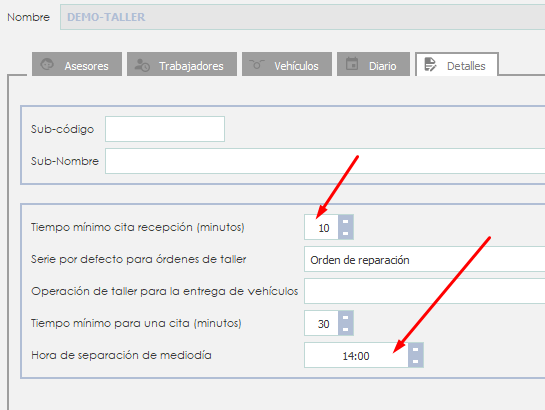 Nombre DEMO-TALLER
Asesores Trabajadores Vehículos Diario Detalles
Sub-código
Sub-Nombre
Tiempo mínimo cita recepción (minutos) 10
Serie por defecto para órdenes de taller Orden de reparación
Operación de taller para la entrega de vehículos
Tiempo mínimo para una cita (minutos) 30
Hora de separación de mediodía 14:00